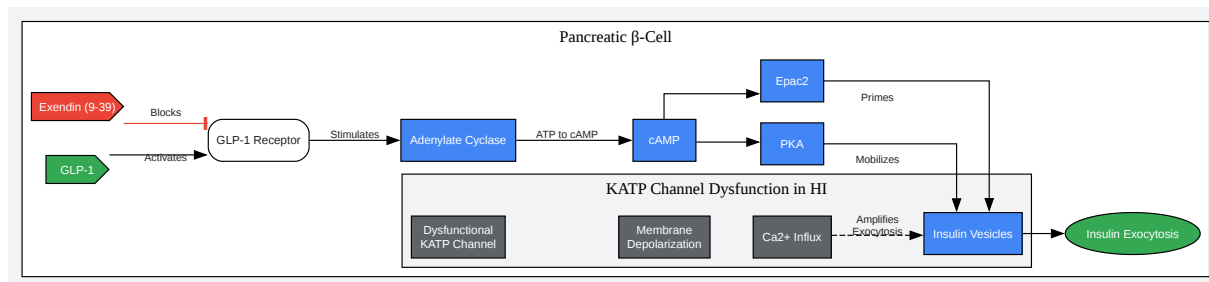 Pancreatic β-Cell
Exendin (9-39)
Blocks
GLP-1
Activates
GLP-1 Receptor
Stimulates
Adenylate Cyclase
ATP to cAMP
cAMP
Epac2
Primes
PKA
Mobilizes
KATP Channel Dysfunction in HI
Dysfunctional
KATP Channel
Membrane
Depolarization
Ca2+ Influx
Amplifies
Exocytosis
Insulin Vesicles
Insulin Exocytosis